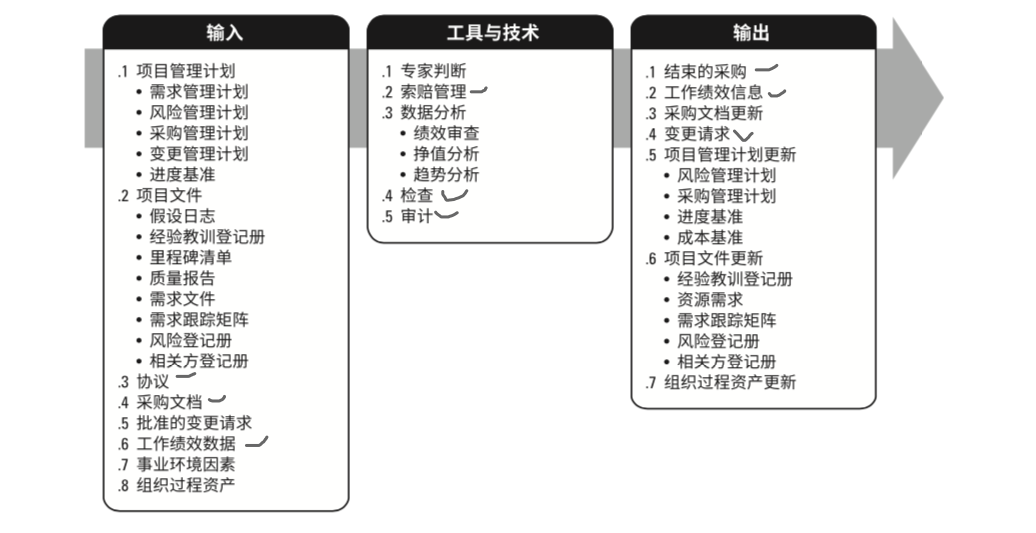 输入
.1 项目管理计划
• 需求管理计划
• 风险管理计划
• 采购管理计划
• 变更管理计划
• 进度基准
.2 项目文件
• 假设日志
• 经验教训登记册
• 里程碑清单
• 质量报告
• 需求文件
• 需求跟踪矩阵
• 风险登记册
• 相关方登记册
.3 协议
.4 采购文档
.5 批准的变更请求
.6 工作绩效数据
.7 事业环境因素
.8 组织过程资产
工具与技术
.1 专家判断
.2 索赔管理
.3 数据分析
• 绩效审查
• 挣值分析
• 趋势分析
.4 检查
.5 审计
输出
.1 结束的采购
.2 工作绩效信息
.3 采购文档更新
.4 变更请求
.5 项目管理计划更新
• 风险管理计划
• 采购管理计划
• 进度基准
• 成本基准
.6 项目文件更新
• 经验教训登记册
• 资源需求
• 需求跟踪矩阵
• 风险登记册
• 相关方登记册
.7 组织过程资产更新